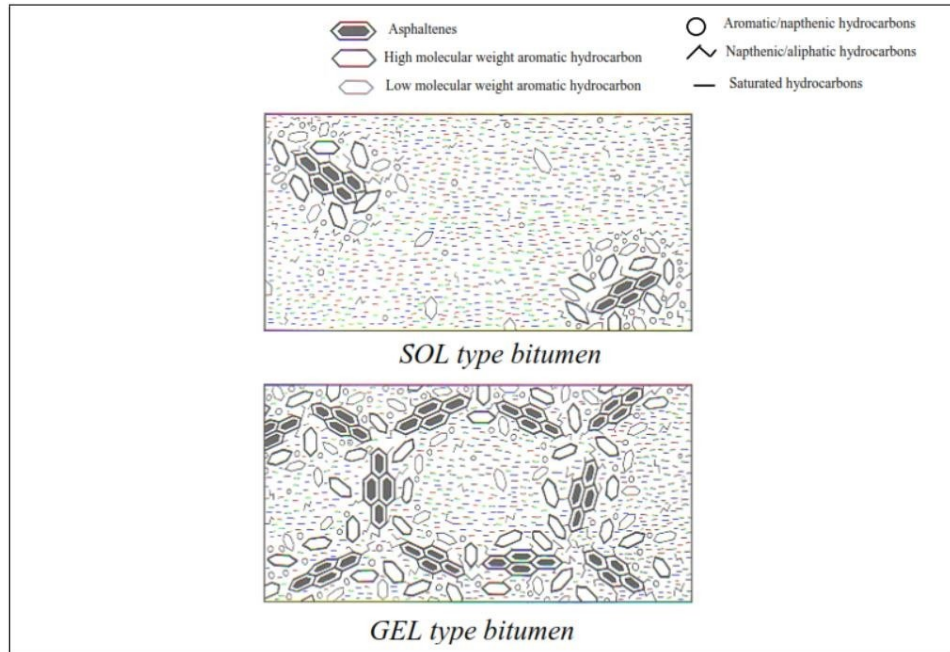 Asphaltenes
High molecular weight aromatic hydrocarbon
Low molecular weight aromatic hydrocarbon
Aromatic/napthenic hydrocarbons
Napthenic/aliphatic hydrocarbons
Saturated hydrocarbons
SOL type bitumen
GEL type bitumen